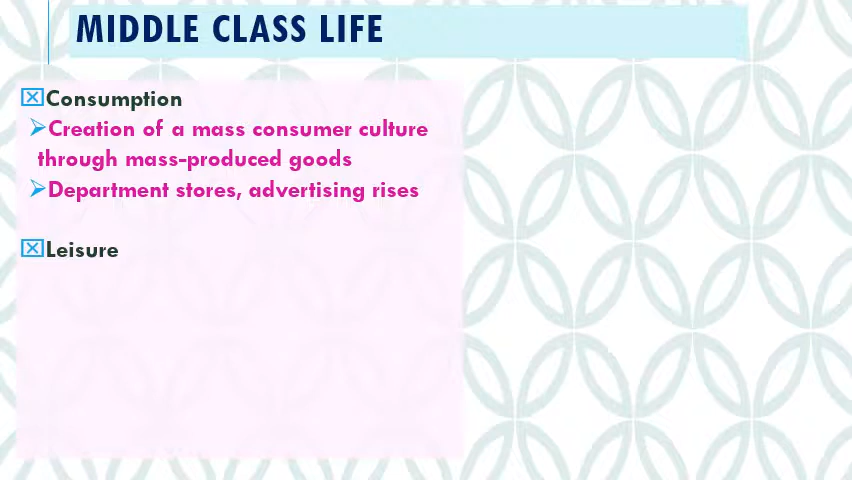 MIDDLE CLASS LIFE
Consumption
Creation of a mass consumer culture
through mass-produced goods
Department stores, advertising rises
Leisure